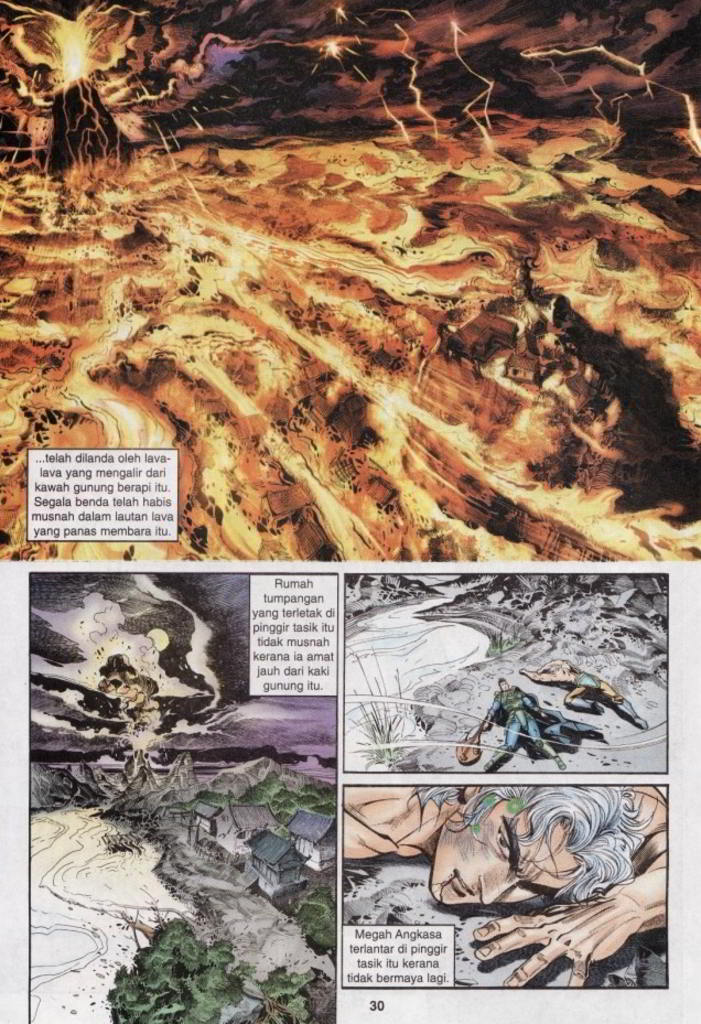 ...telah dilanda oleh lava-
lava yang mengalir dari
kawah gunung berapi itu.
Segala benda telah habis
musnah dalam lautan lava
yang panas membara itu.
Rumah
tumpangan
yang terletak di
pinggir tasik itu
tidak musnah
kerana ia amat
jauh dari kaki
gunung itu.
Megah Angkasa
terlantar di pinggir
tasik itu kerana
tidak bermaya lagi.
30